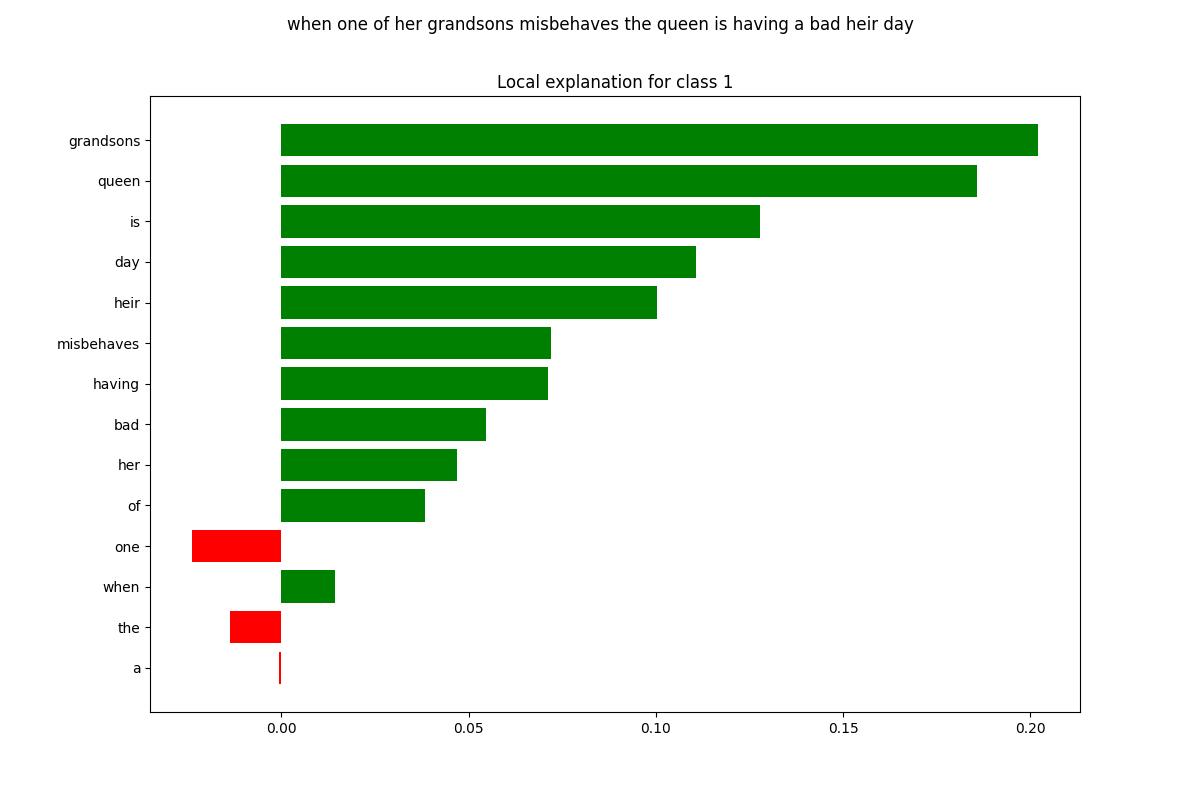 when one of her grandsons misbehaves the queen is having a bad heir day
Local explanation for class 1
grandsons
queen
is
day
heir
misbehaves
having
bad
her
of
one
when
the
a
0.00 0.05 0.10 0.15 0.20